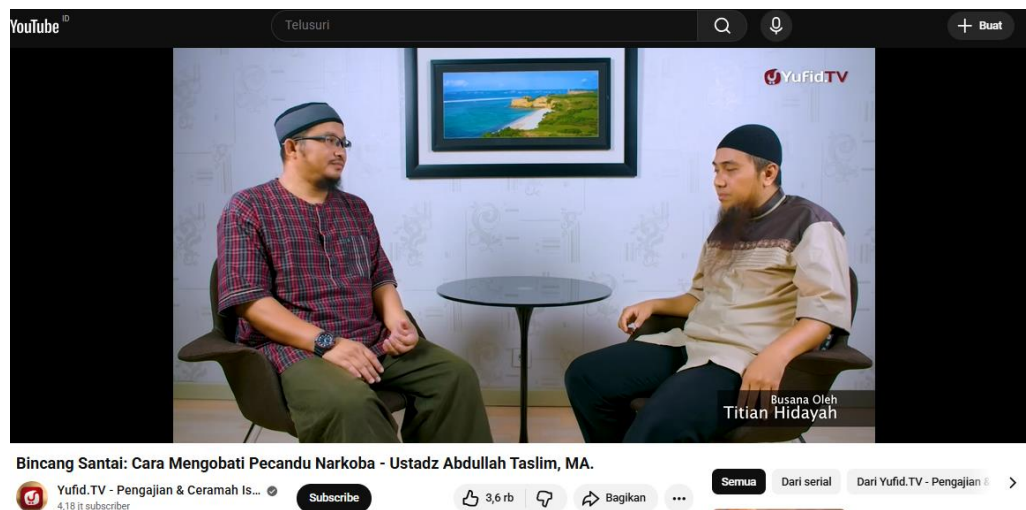 YouTube ID
Telusuri
Buat
YufidTV
Busana Oleh
Titian Hidayah
Bincang Santai: Cara Mengobati Pecandu Narkoba - Ustadz Abdullah Taslim, MA.
Yufid.TV - Pengajian & Ceramah Is...
4,18 jt subscriber
Subscribe
3,6 rb
Bagikan
Semua
Dari serial
Dari Yufid.TV - Pengajian &